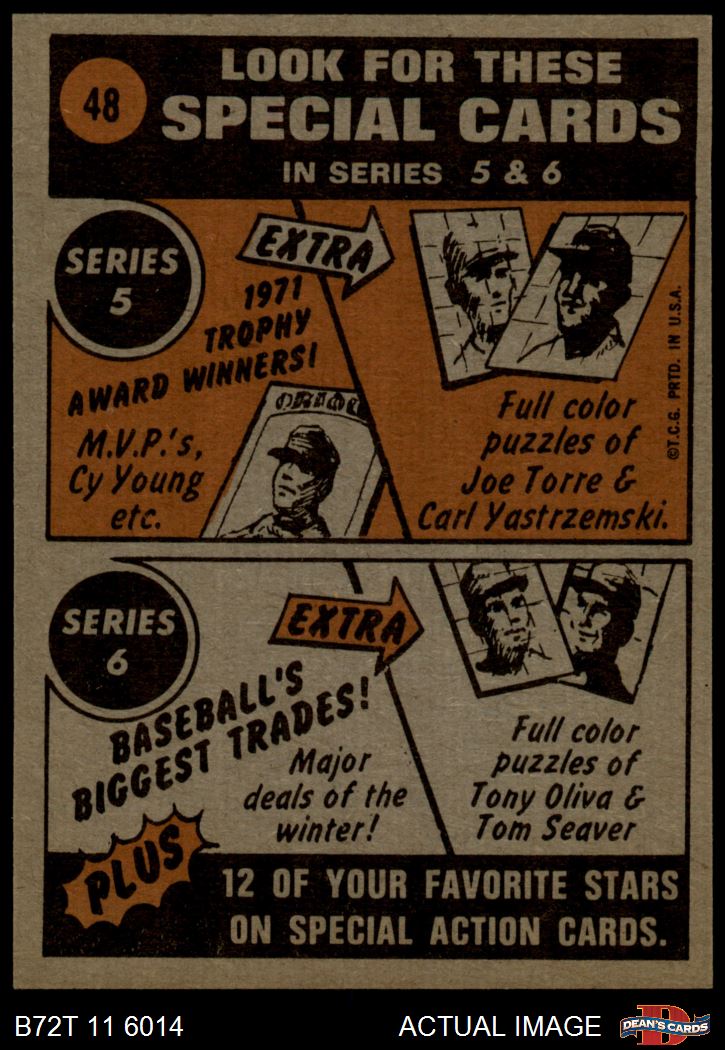 48
LOOK FOR THESE
SPECIAL CARDS
IN SERIES 5 & 6
SERIES
5
EXTRA
1971
TROPHY
AWARD WINNERS!
M.V.P.'s,
Cy Young
etc.
ORIOL
Full color
puzzles of
Joe Torre &
Carl Yastrzemski.
©T.C.G. PRTD. IN U.S.A.
SERIES
6
EXTRA
BASEBALL'S
BIGGEST TRADES!
Major
deals of the
winter!
Full color
puzzles of
Tony Oliva &
Tom Seaver
PLUS
12 OF YOUR FAVORITE STARS
ON SPECIAL ACTION CARDS.
B72T 11 6014
ACTUAL IMAGE
D
DEAN'S CARDS